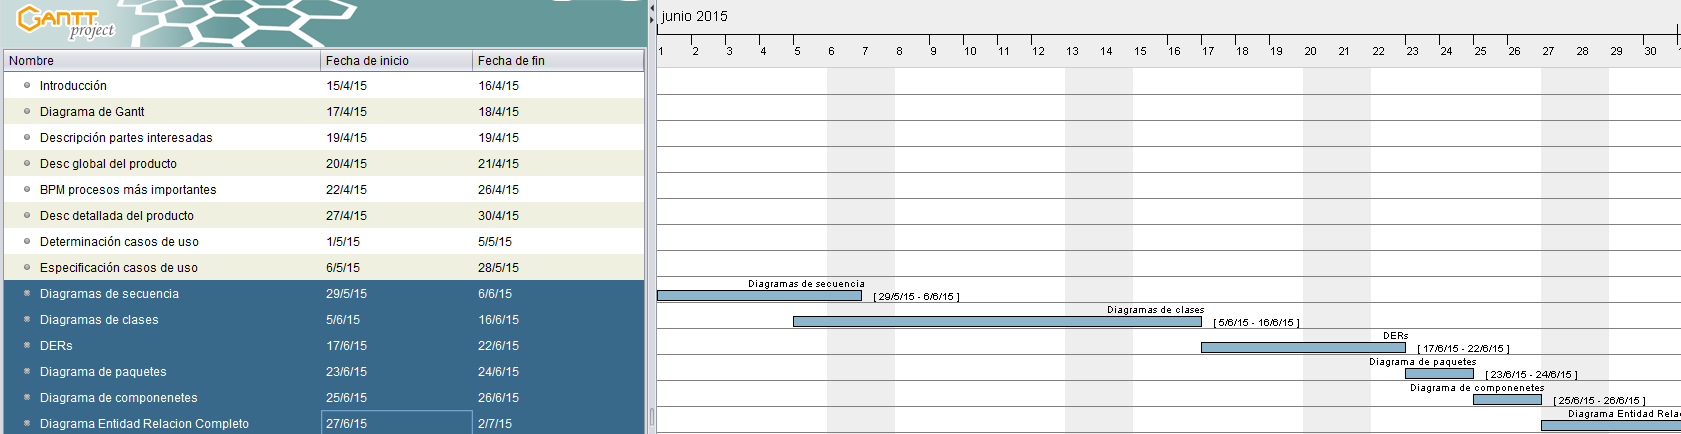 GANTT
project
Nombre Fecha de inicio Fecha de fin
Introducción 15/4/15 16/4/15
Diagrama de Gantt 17/4/15 18/4/15
Descripción partes interesadas 19/4/15 19/4/15
Desc global del producto 20/4/15 21/4/15
BPM procesos más importantes 22/4/15 26/4/15
Desc detallada del producto 27/4/15 30/4/15
Determinación casos de uso 1/5/15 5/5/15
Especificación casos de uso 6/5/15 28/5/15
Diagramas de secuencia 29/5/15 6/6/15
Diagramas de clases 5/6/15 16/6/15
DERs 17/6/15 22/6/15
Diagrama de paquetes 23/6/15 24/6/15
Diagrama de componenetes 25/6/15 26/6/15
Diagrama Entidad Relacion Completo 27/6/15 2/7/15
junio 2015
1 2 3 4 5 6 7 8 9 10 11 12 13 14 15 16 17 18 19 20 21 22 23 24 25 26 27 28 29 30
Diagramas de secuencia
[ 29/5/15 - 6/6/15 ]
Diagramas de clases
[ 5/6/15 - 16/6/15 ]
DERs
[ 17/6/15 - 22/6/15 ]
Diagrama de paquetes
[ 23/6/15 - 24/6/15 ]
Diagrama de componenetes
[ 25/6/15 - 26/6/15 ]
Diagrama Entidad Relac